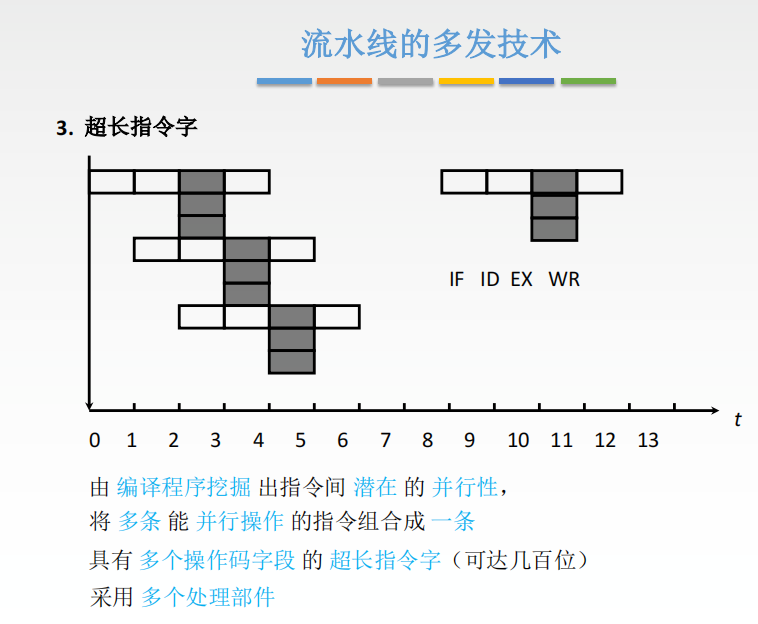 流水线的多发技术
3. 超长指令字
IF ID EX WR
t
0 1 2 3 4 5 6 7 8 9 10 11 12 13
由 编译程序挖掘 出指令间 潜在 的 并行性，
将 多条 能 并行操作 的指令组合成 一条
具有 多个操作码字段 的 超长指令字（可达几百位）
采用 多个处理部件